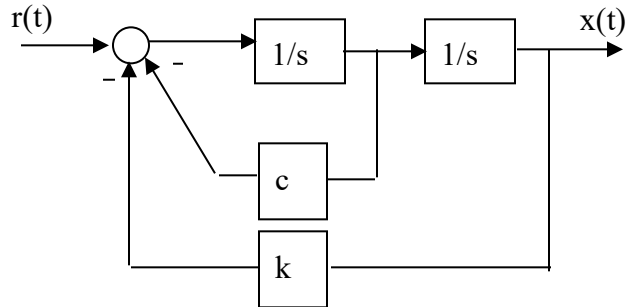 r(t) x(t)
1/s 1/s
– –
c
k